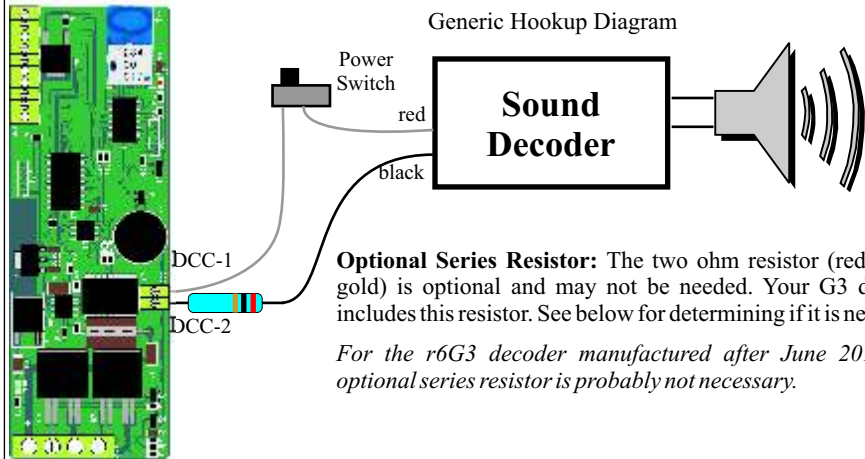 Generic Hookup Diagram
Power
Switch
red
Sound
Decoder
black
DCC-1
DCC-2
Optional Series Resistor: The two ohm resistor (red
gold) is optional and may not be needed. Your G3 d
includes this resistor. See below for determining if it is ne
For the r6G3 decoder manufactured after June 20
optional series resistor is probably not necessary.